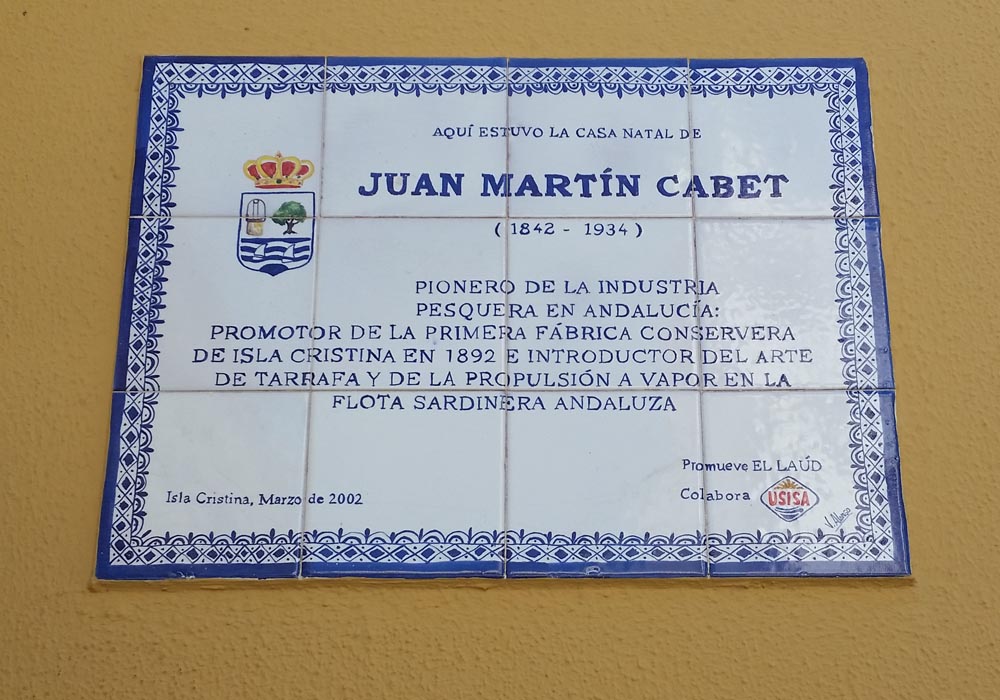 AQUÍ ESTUVO LA CASA NATAL DE
JUAN MARTÍN CABET
(1842 - 1934)
PIONERO DE LA INDUSTRIA
PESQUERA EN ANDALUCÍA:
PROMOTOR DE LA PRIMERA FÁBRICA CONSERVERA
DE ISLA CRISTINA EN 1892 E INTRODUCTOR DEL ARTE
DE TARRAFA Y DE LA PROPULSIÓN A VAPOR EN LA
FLOTA SARDINERA ANDALUZA
Promueve EL LAÚD
Isla Cristina, Marzo de 2002
Colabora USISA